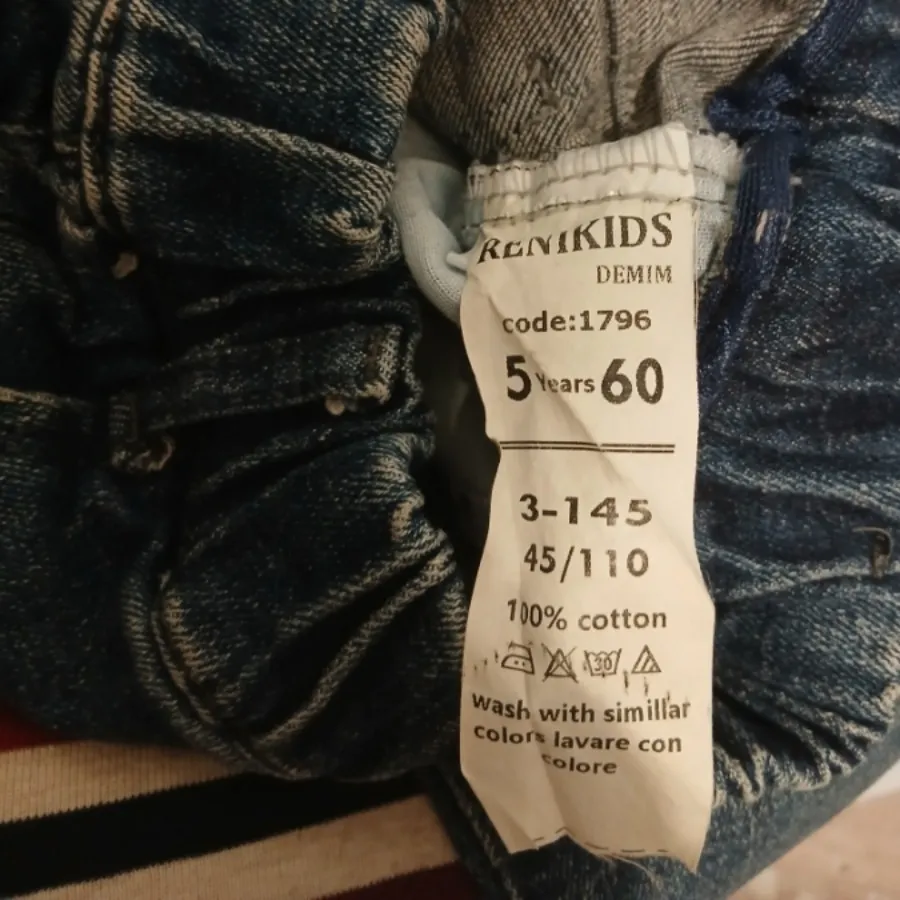 RENIKIDS
DEMIM
code:1796
5 Years 60
3-145
45/110
100% cotton
30
wash with simillar
colors lavare con
colore